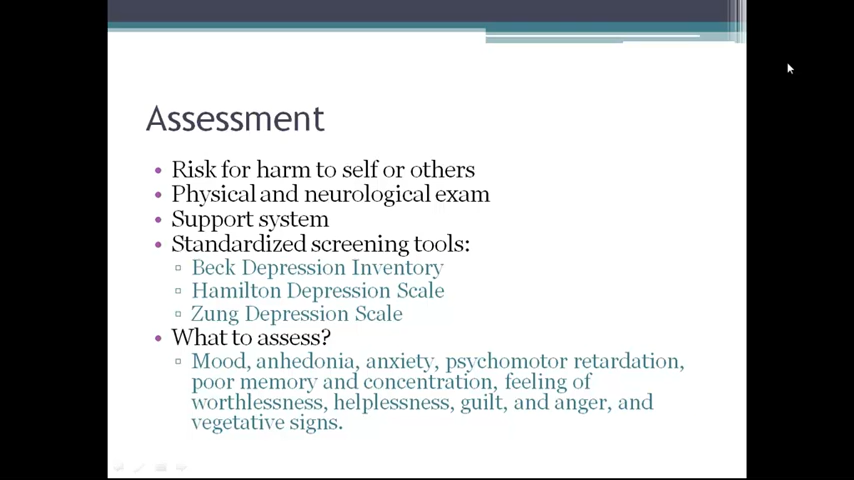 Assessment
• Risk for harm to self or others
• Physical and neurological exam
• Support system
• Standardized screening tools:
▫ Beck Depression Inventory
▫ Hamilton Depression Scale
▫ Zung Depression Scale
• What to assess?
▫ Mood, anhedonia, anxiety, psychomotor retardation,
poor memory and concentration, feeling of
worthlessness, helplessness, guilt, and anger, and
vegetative signs.